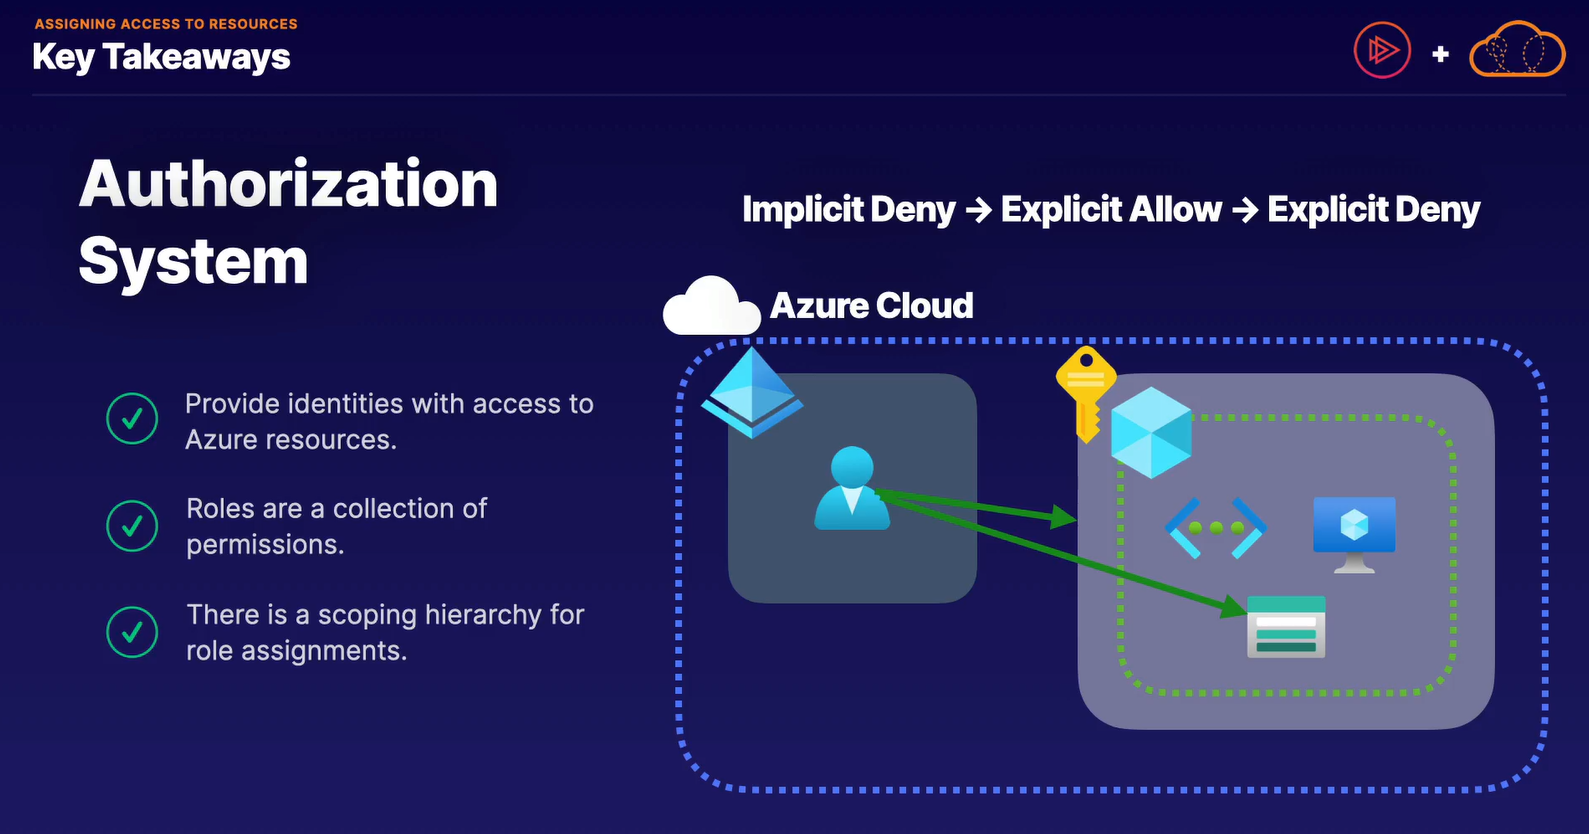 ASSIGNING ACCESS TO RESOURCES
Key Takeaways
+
Authorization
System
Implicit Deny → Explicit Allow → Explicit Deny
Azure Cloud
Provide identities with access to
Azure resources.
Roles are a collection of
permissions.
There is a scoping hierarchy for
role assignments.